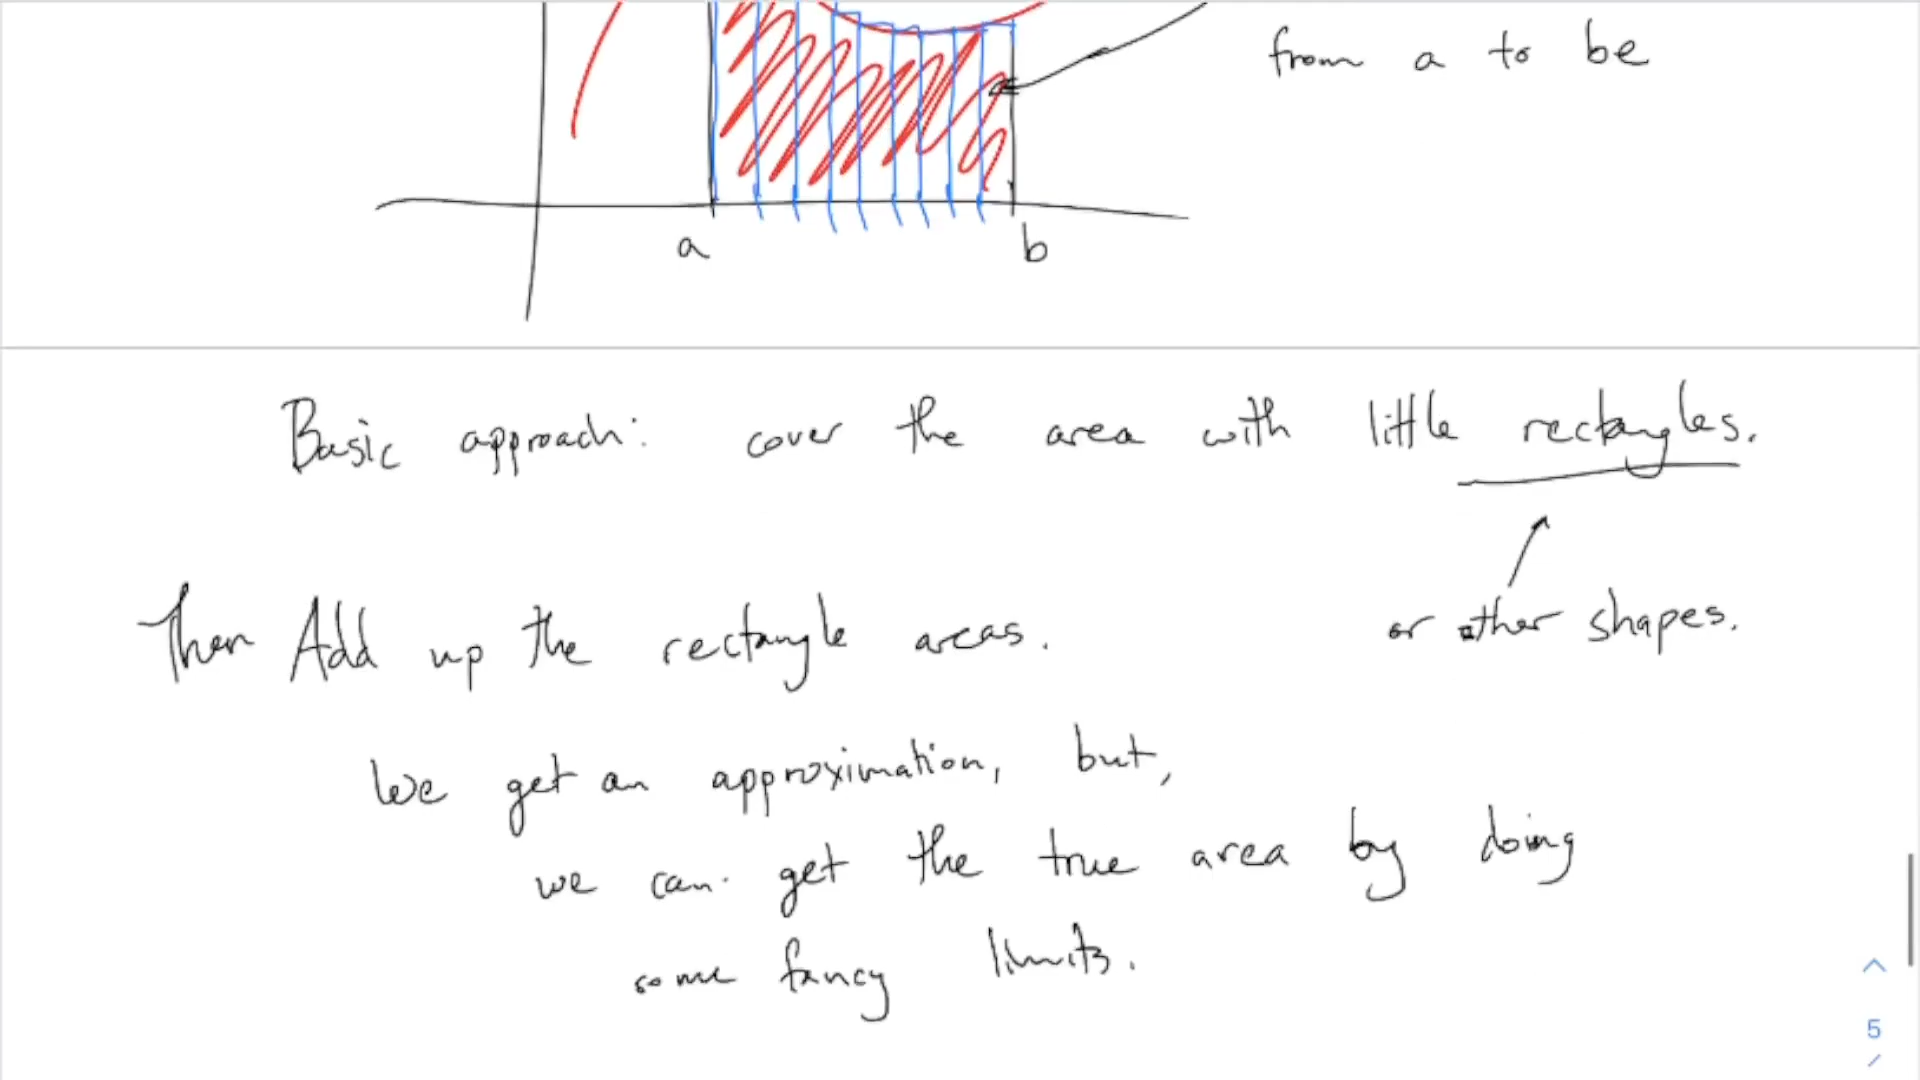 from a to be
a b
Basic approach: cover the area with little rectangles.
or other shapes.
Then Add up the rectangle areas.
We get an approximation, but,
we can get the true area by doing
some fancy limits.
5